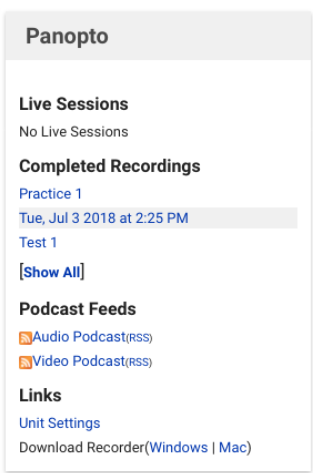 Panopto
Live Sessions
No Live Sessions
Completed Recordings
Practice 1
Tue, Jul 3 2018 at 2:25 PM
Test 1
[Show All]
Podcast Feeds
Audio Podcast(RSS)
Video Podcast(RSS)
Links
Unit Settings
Download Recorder(Windows | Mac)